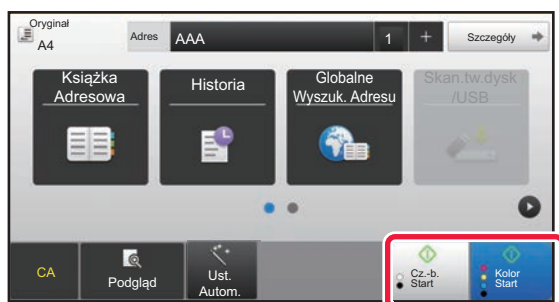 Oryginał
A4
Adres
AAA
1
+
Szczegóły
Książka
Adresowa
Historia
Globalne
Wyszuk. Adresu
Skan.tw.dysk
/USB
CA
Podgląd
Ust.
Autom.
Cz.-b.
Start
Kolor
Start